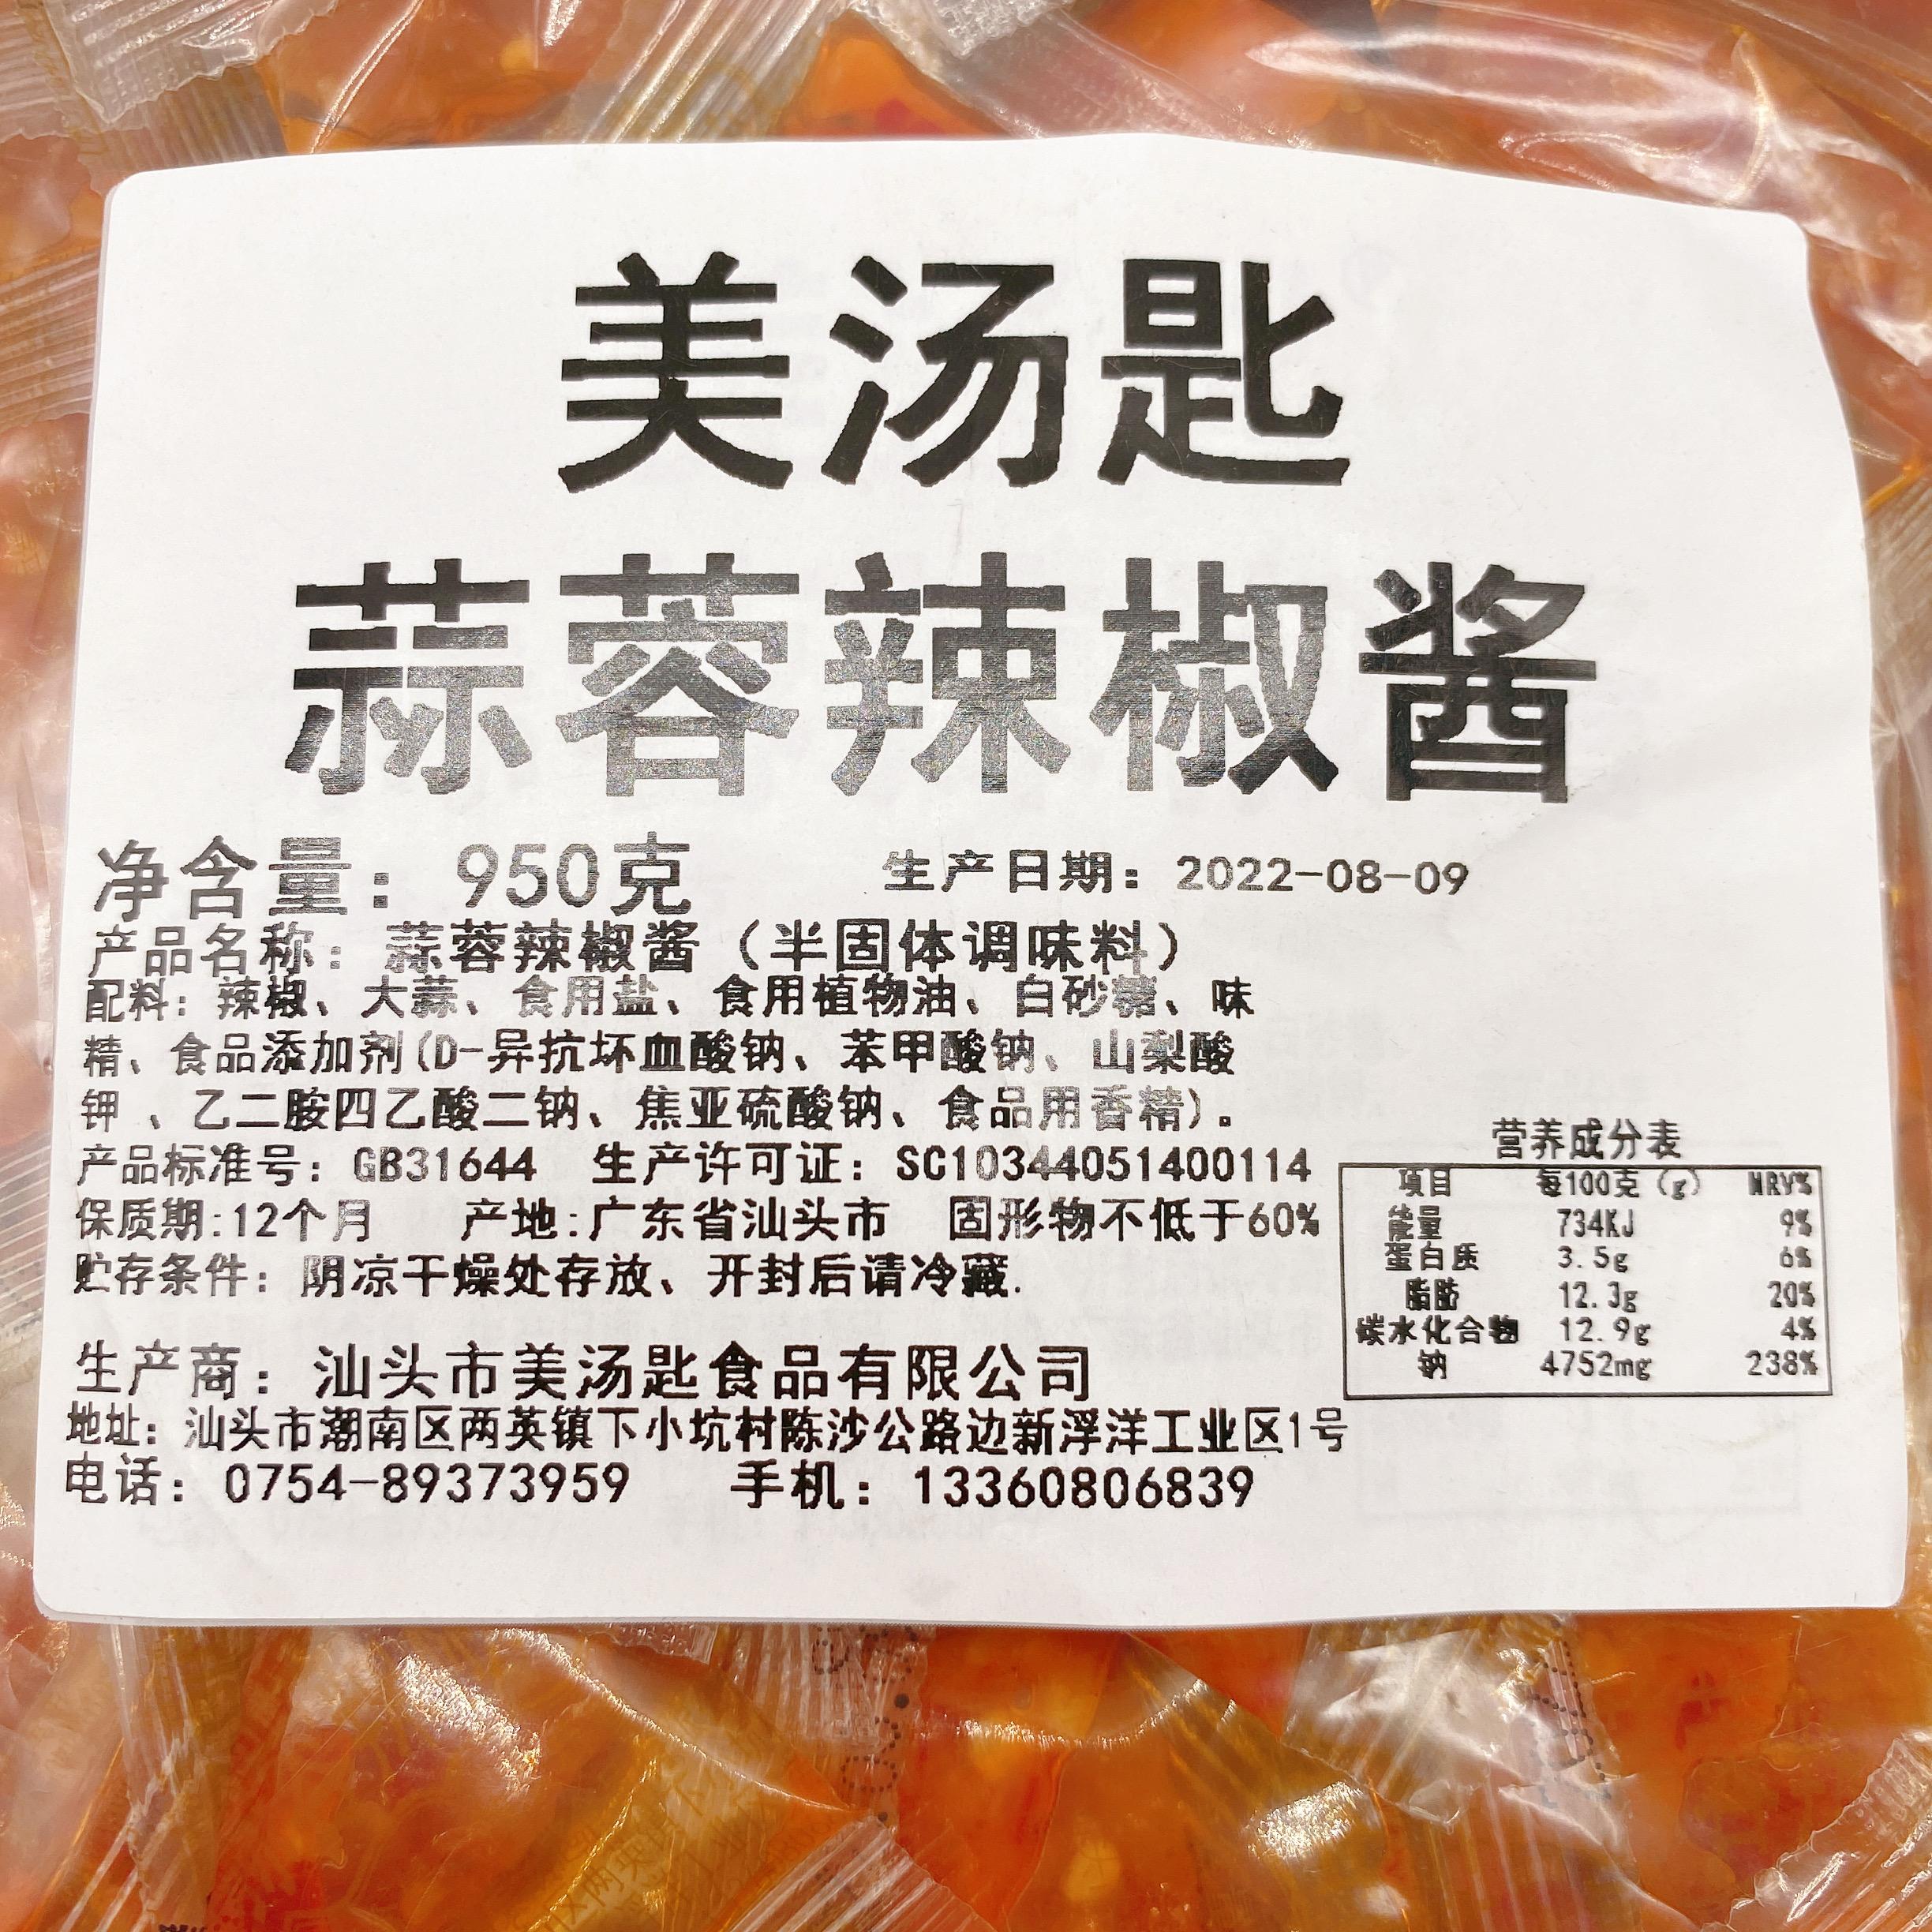 美汤匙
蒜蓉辣椒酱
净含量：950克 生产日期：2022-08-09
产品名称：蒜蓉辣椒酱（半固体调味料）
配料：辣椒、大蒜、食用盐、食用植物油、白砂糖、味
精、食品添加剂(D-异抗坏血酸钠、苯甲酸钠、山梨酸
钾、乙二胺四乙酸二钠、焦亚硫酸钠、食品用香精)。
产品标准号：GB31644 生产许可证：SC10344051400114
保质期:12个月 产地:广东省汕头市 固形物不低于60%
贮存条件：阴凉干燥处存放、开封后请冷藏.
营养成分表
项目 每100克（g） NRV%
能量 734KJ 9%
蛋白质 3.5g 6%
脂肪 12.3g 20%
碳水化合物 12.9g 4%
钠 4752mg 238%
生产商：汕头市美汤匙食品有限公司
地址：汕头市潮南区两英镇下小坑村陈沙公路边新浮洋工业区1号
电话：0754-89373959 手机：13360806839